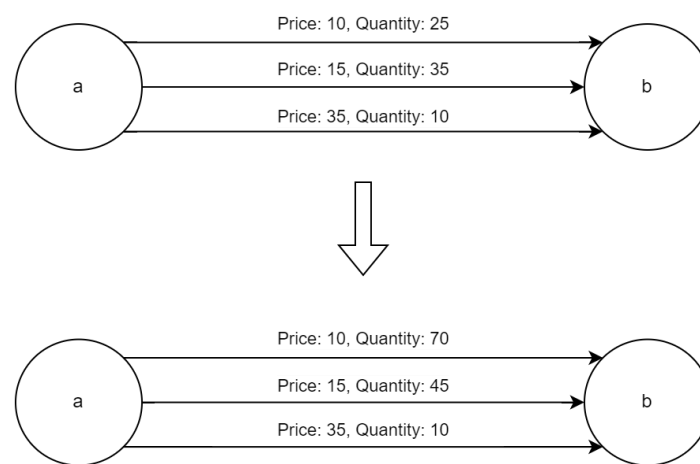 Price: 10, Quantity: 25
a
Price: 15, Quantity: 35
b
Price: 35, Quantity: 10
Price: 10, Quantity: 70
a
Price: 15, Quantity: 45
b
Price: 35, Quantity: 10